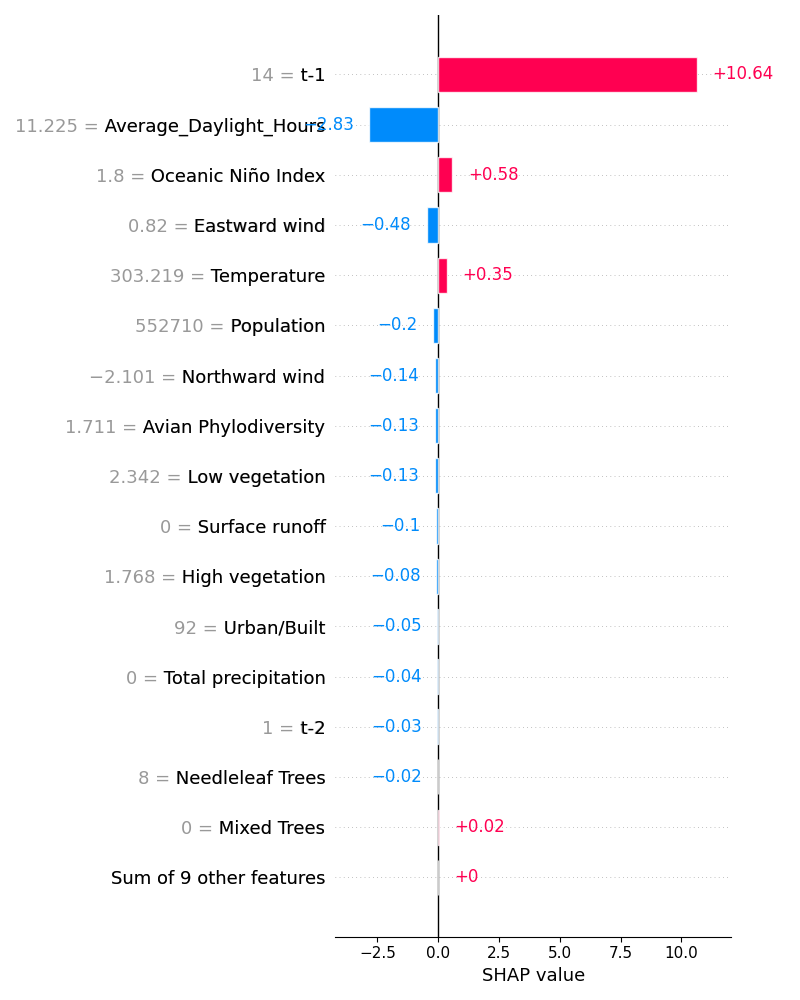 14 = t-1 +10.64
11.225 = Average_Daylight_Hours −2.83
1.8 = Oceanic Niño Index +0.58
0.82 = Eastward wind −0.48
303.219 = Temperature +0.35
552710 = Population −0.2
−2.101 = Northward wind −0.14
1.711 = Avian Phylodiversity −0.13
2.342 = Low vegetation −0.13
0 = Surface runoff −0.1
1.768 = High vegetation −0.08
92 = Urban/Built −0.05
0 = Total precipitation −0.04
1 = t-2 −0.03
8 = Needleleaf Trees −0.02
0 = Mixed Trees +0.02
Sum of 9 other features +0
−2.5 0.0 2.5 5.0 7.5 10.0
SHAP value